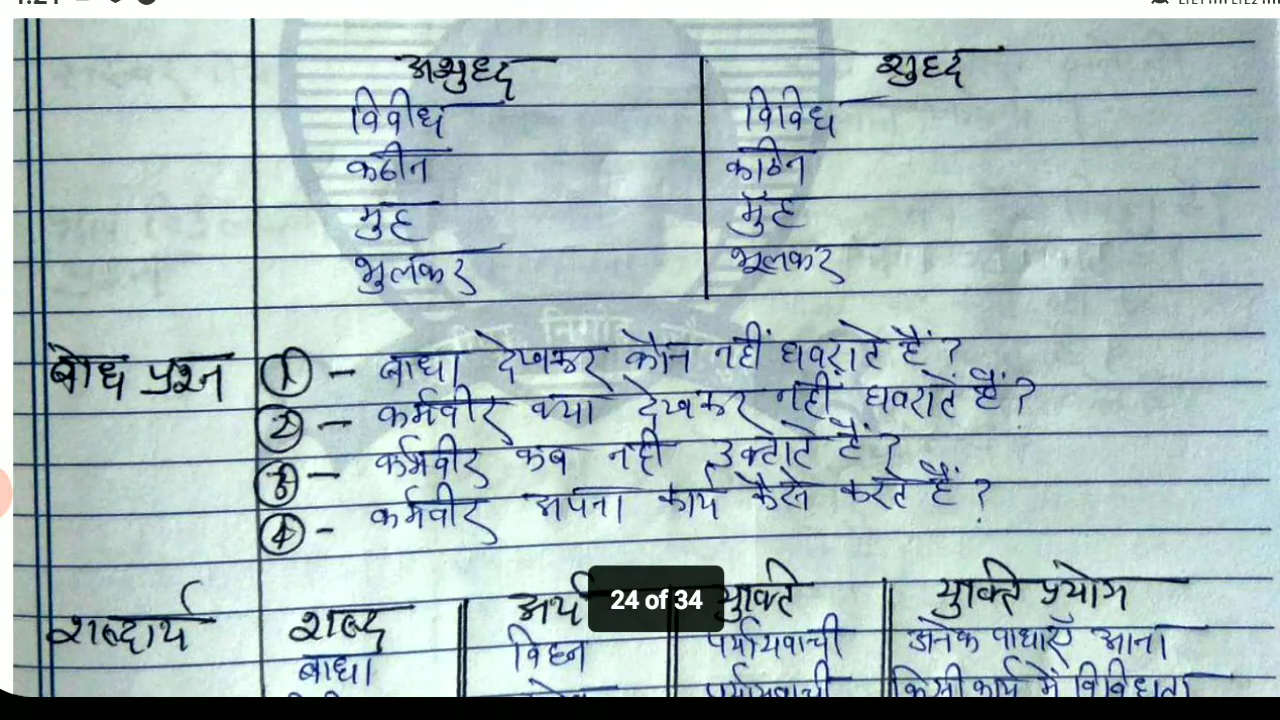 अशुद्ध शुद्ध
विवीध विविध
कठीन कठिन
मुह मुँह
भुलकर भूलकर
बोध प्रश्न ① – बाधा देखकर कौन नहीं घबराते हैं ?
② – कर्मवीर क्या देखकर नहीं घबराते हैं ?
③ – कर्मवीर कब नही उकताते हैं ?
④ – कर्मवीर अपना कार्य कैसे करते हैं ?
24 of 34
शब्दार्थ शब्द अर्थ युक्ति युक्ति प्रयोग
बाधा विघ्न पर्यायवाची अनेक बाधाएँ आना
पर्यायवाची किसी कार्य में विविधता